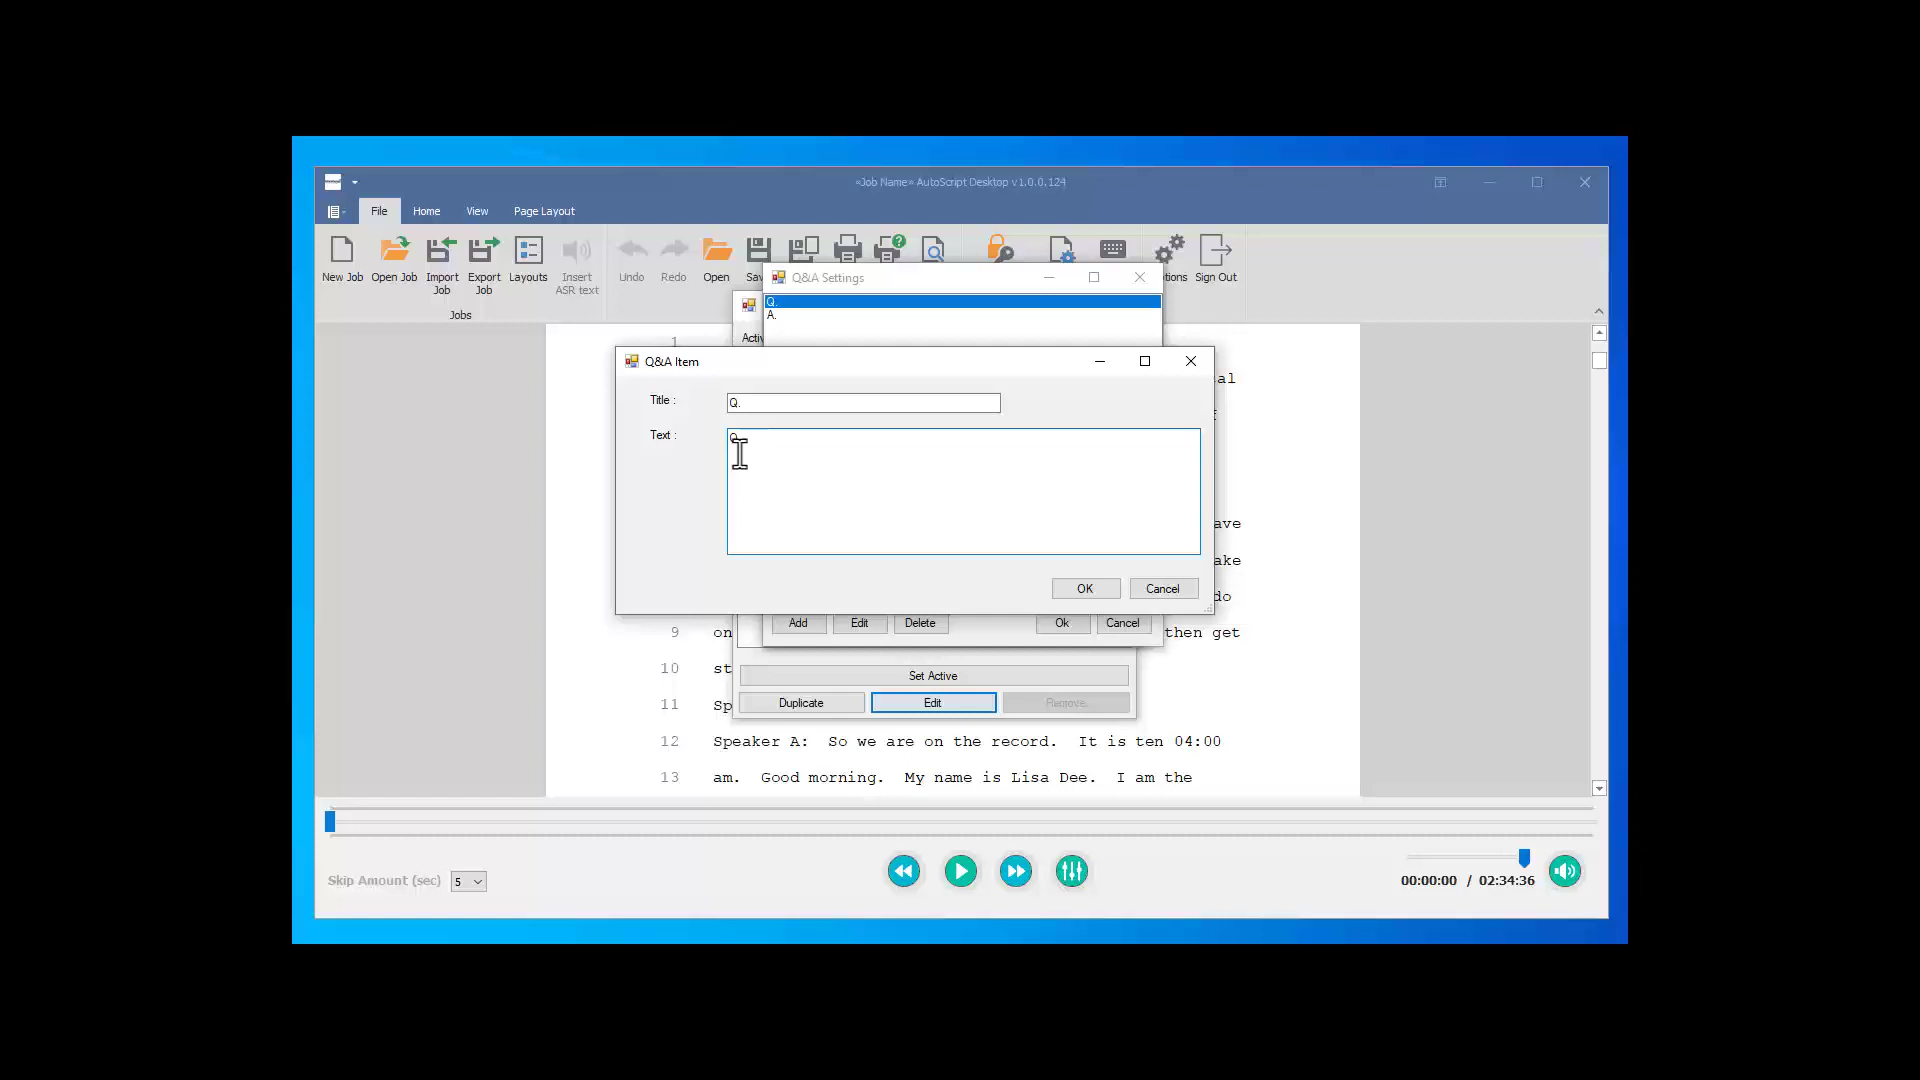 «Job Name» AutoScript Desktop v1.0.0.124
File Home View Page Layout
New Job Open Job Import Job Export Job Layouts Insert ASR text Undo Redo Open Sign Out
Jobs
Q&A Settings
Q.
A.
Q&A Item
Title : Q.
Text :
OK Cancel
Add Edit Delete Ok Cancel
Set Active
Duplicate Edit Remove
1
9 on then get
10 st
11 Sp
12 Speaker A: So we are on the record. It is ten 04:00
13 am. Good morning. My name is Lisa Dee. I am the
Skip Amount (sec) 5
00:00:00 / 02:34:36